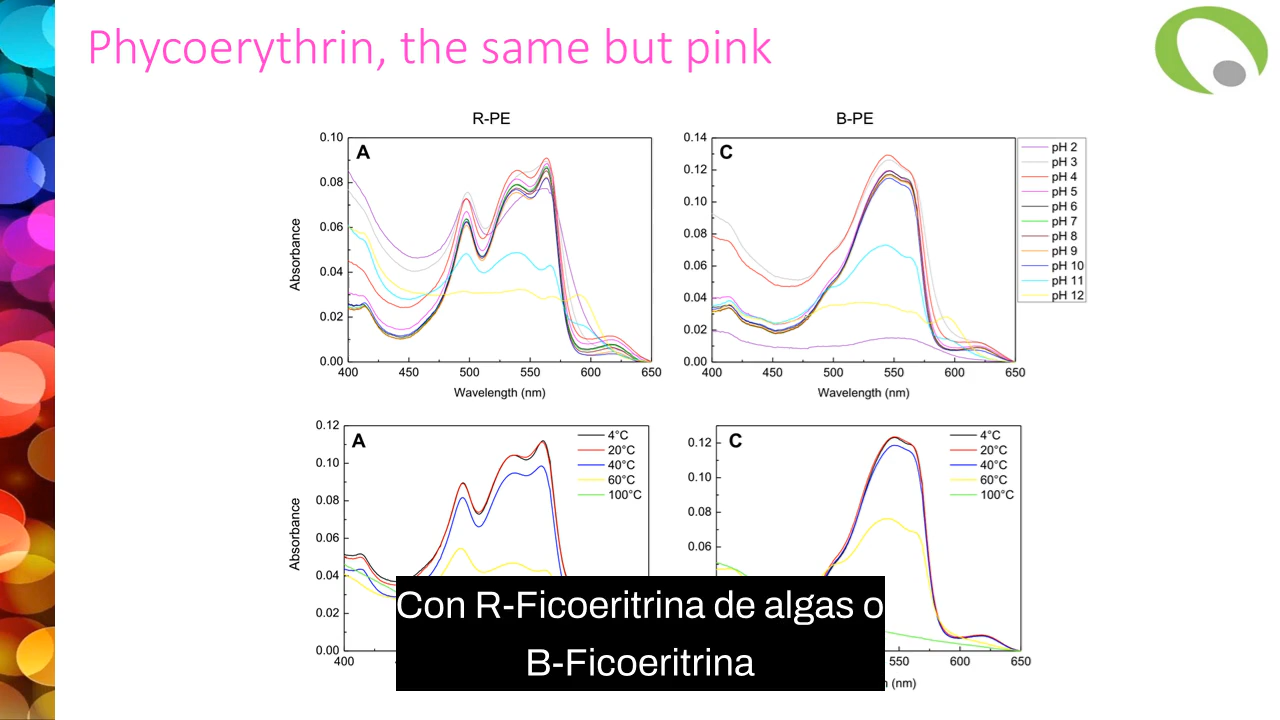 Phycoerythrin, the same but pink
R-PE
B-PE
A
0.10
0.08
0.06
0.04
0.02
0.00
Absorbance
400 450 500 550 600 650
Wavelength (nm)
C
0.14
0.12
0.10
0.08
0.06
0.04
0.02
0.00
400 450 500 550 600 650
Wavelength (nm)
pH 2
pH 3
pH 4
pH 5
pH 6
pH 7
pH 8
pH 9
pH 10
pH 11
pH 12
A
0.12
0.10
0.08
0.06
0.04
0.02
0.00
Absorbance
400
4°C
20°C
40°C
60°C
100°C
C
0.12
0.10
0.08
0.06
550 600 650
(nm)
4°C
20°C
40°C
60°C
100°C
Con R-Ficoeritrina de algas o
B-Ficoeritrina